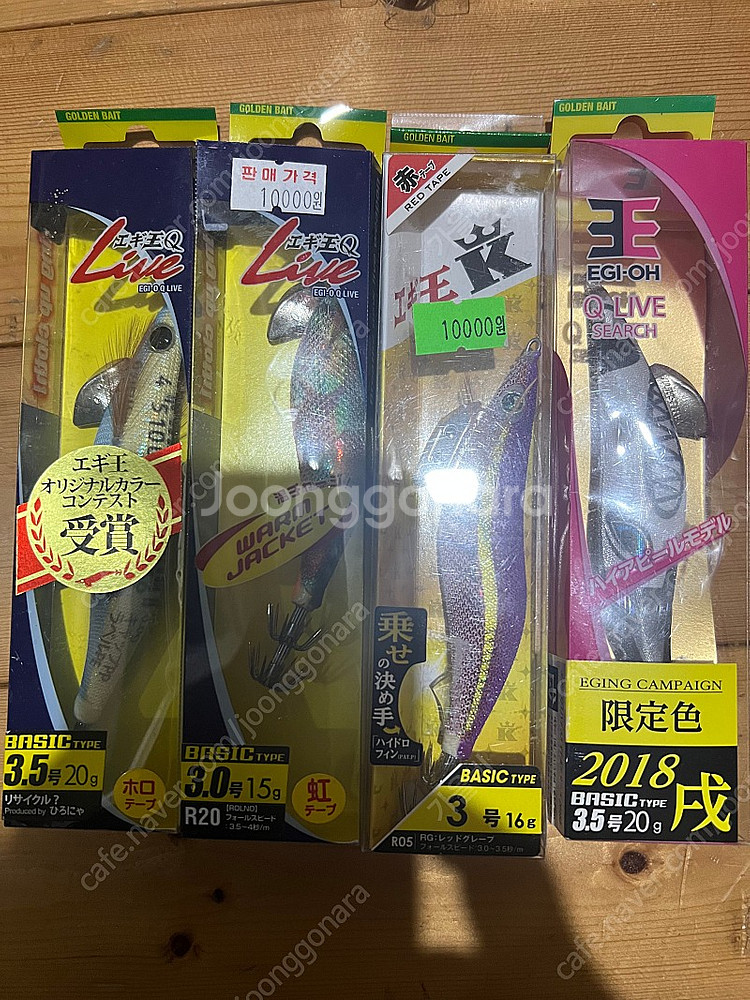 GOLDEN BAIT
エギ王Q
Live
EGI-O Q LIVE
エギ王
オリジナルカラー
コンテスト
受賞
BASIC TYPE
3.5号20g
ホロ
テープ
リサイクル?
Produced by ひろにゃ
GOLDEN BAIT
판매가격
10000원
エギ王Q
Live
EGI-O Q LIVE
WARM
JACKET
BASIC TYPE
3.0号15g
虹
テープ
R20
フォールスピード:
3.5~4秒/m
GOLDEN BAIT
赤テープ
RED TAPE
エギ王 K
10000원
乗せ
の決め手
ハイドロ
フィン
BASIC TYPE
3号16g
R05
RG:レッドグレープ
フォールスピード:3.0~3.5秒/m
GOLDEN BAIT
王
EGI-OH
Q LIVE
SEARCH
ハイアピールモデル
EGING CAMPAIGN
限定色
2018
戌
BASIC TYPE
3.5号20g
Joonggonara
cafe.naver.com/joonggonara